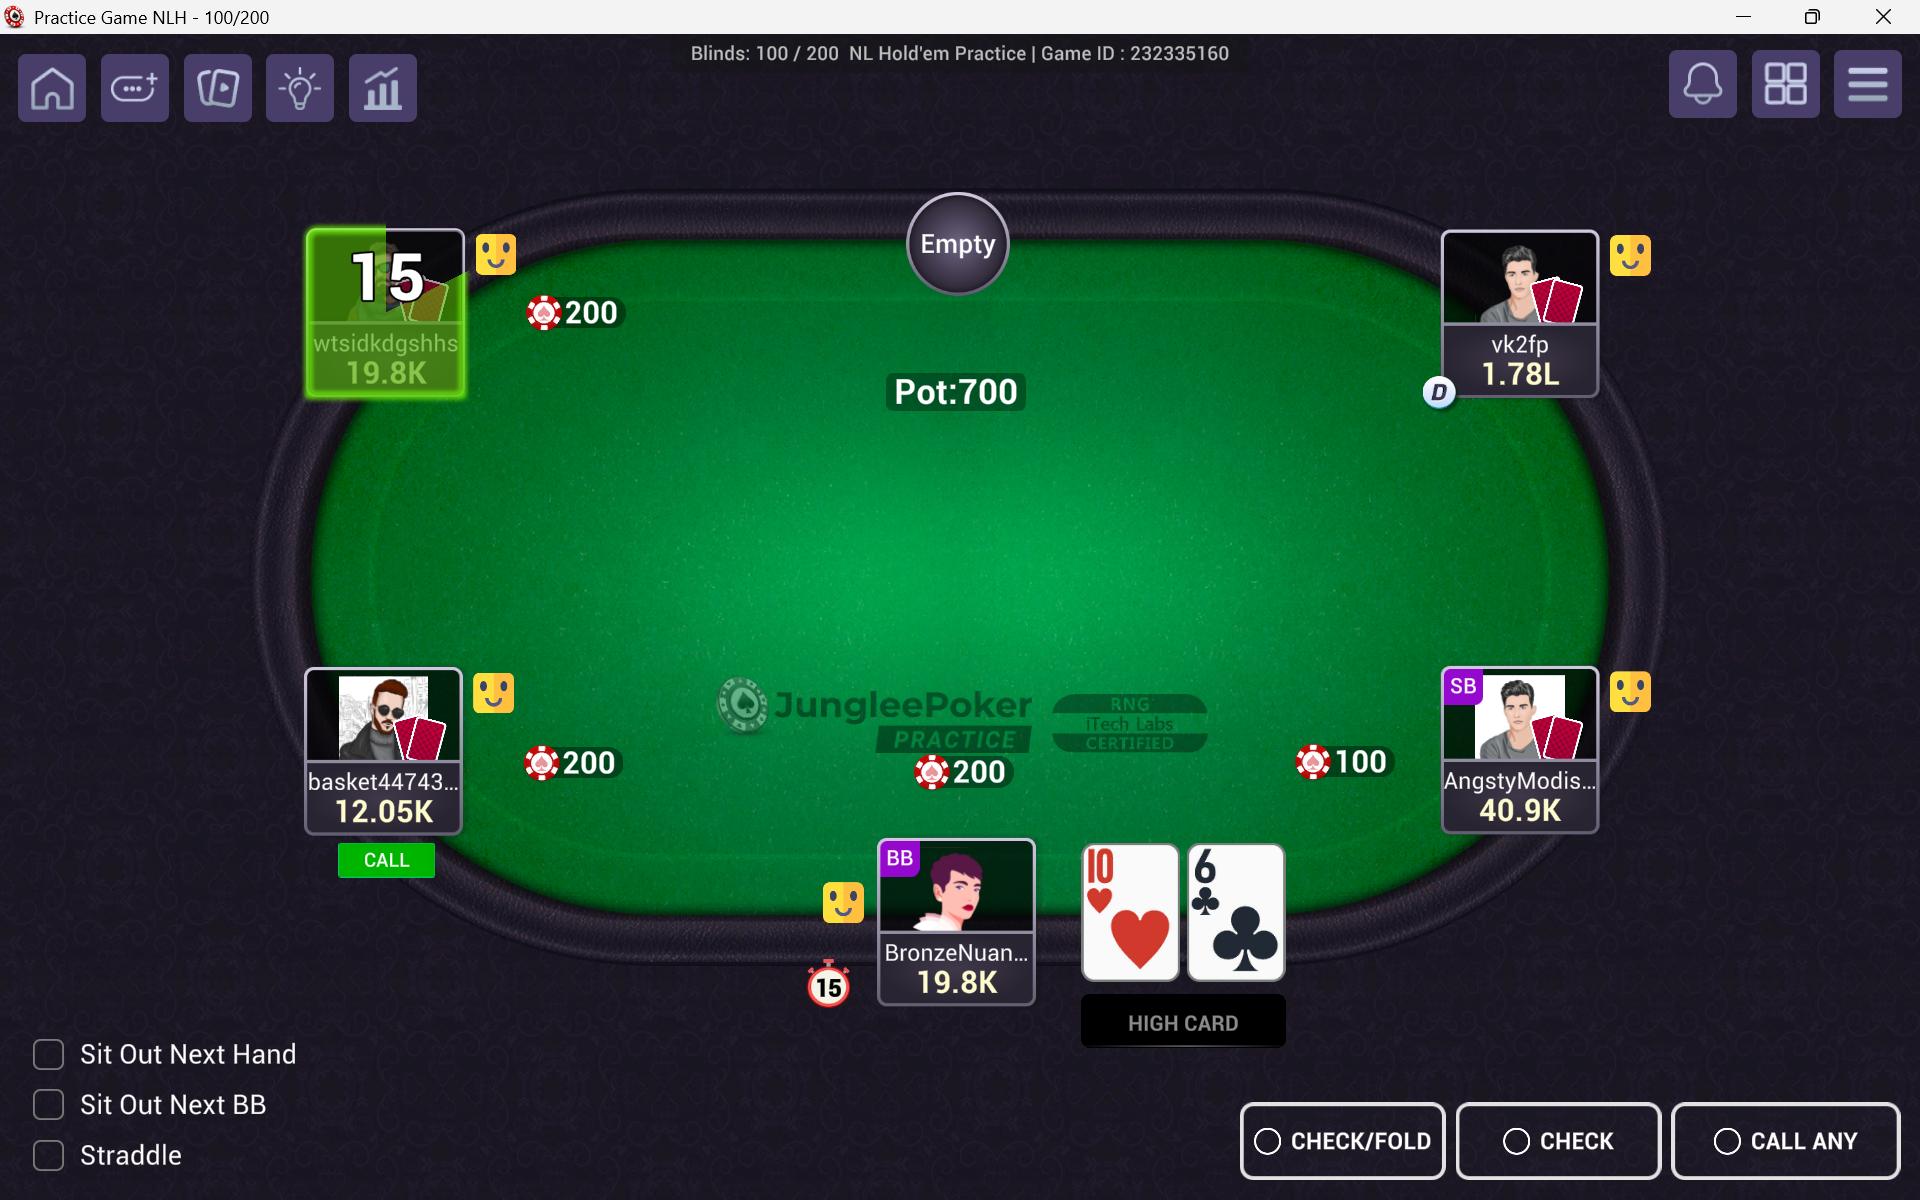 Practice Game NLH - 100/200
Blinds: 100 / 200 NL Hold'em Practice | Game ID : 232335160
Empty
15
wtsidkdgshhs
19.8K
200
vk2fp
1.78L
D
Pot:700
basket44743...
12.05K
CALL
200
JungleePoker
PRACTICE
RNG
iTech Labs
CERTIFIED
200
100
SB
AngstyModis...
40.9K
BB
BronzeNuan...
19.8K
15
10
6
HIGH CARD
Sit Out Next Hand
Sit Out Next BB
Straddle
CHECK/FOLD
CHECK
CALL ANY